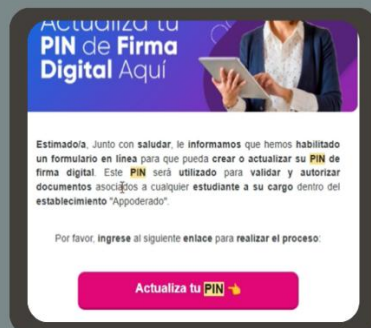 Actualiza tu
PIN de Firma
Digital Aquí
Estimado/a, Junto con saludar, le informamos que hemos habilitado
un formulario en línea para que pueda crear o actualizar su PIN de
firma digital. Este PIN será utilizado para validar y autorizar
documentos asociados a cualquier estudiante a su cargo dentro del
establecimiento "Appoderado".
Por favor, ingrese al siguiente enlace para realizar el proceso:
Actualiza tu PIN 👈